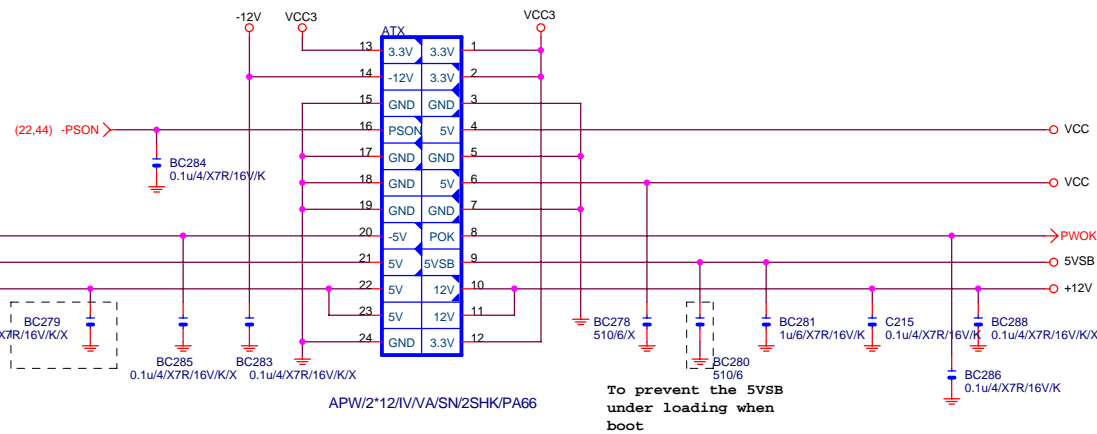 -12V VCC3 VCC3
ATX
13 3.3V 3.3V 1
14 -12V 3.3V 2
15 GND GND 3
(22,44) -PSON 16 PSON 5V 4 VCC
17 GND GND 5
18 GND 5V 6 VCC
19 GND GND 7
20 -5V POK 8 PWOK
21 5V 5VSB 9 5VSB
22 5V 12V 10 +12V
23 5V 12V 11
24 GND 3.3V 12
BC284
0.1u/4/X7R/16V/K
BC279
X7R/16V/K/X
BC285
0.1u/4/X7R/16V/K/X
BC283
0.1u/4/X7R/16V/K/X
BC278
510/6/X
BC280
510/6
BC281
1u/6/X7R/16V/K
C215
0.1u/4/X7R/16V/K
BC288
0.1u/4/X7R/16V/K/X
BC286
0.1u/4/X7R/16V/K
APW/2*12/IV/VA/SN/2SHK/PA66
To prevent the 5VSB
under loading when
boot